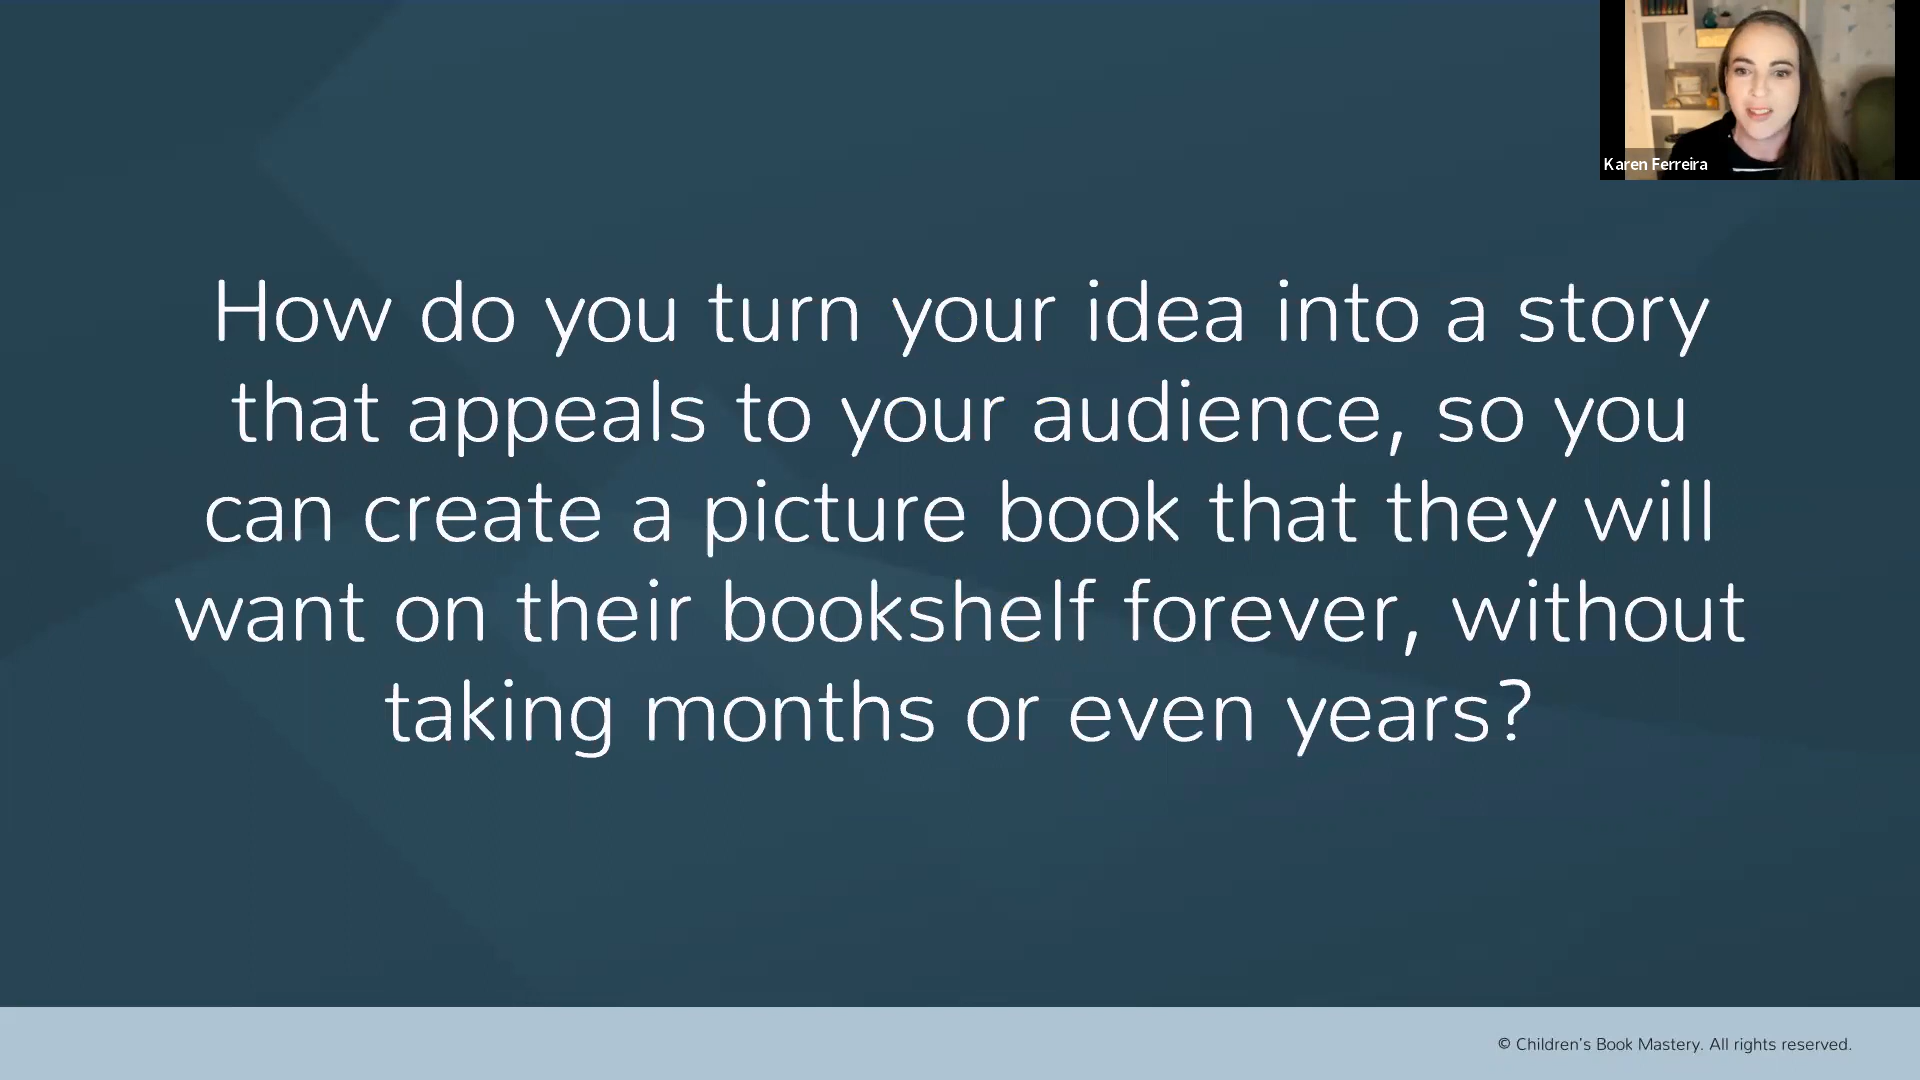 Karen Ferreira
How do you turn your idea into a story
that appeals to your audience, so you
can create a picture book that they will
want on their bookshelf forever, without
taking months or even years?
© Children's Book Mastery. All rights reserved.